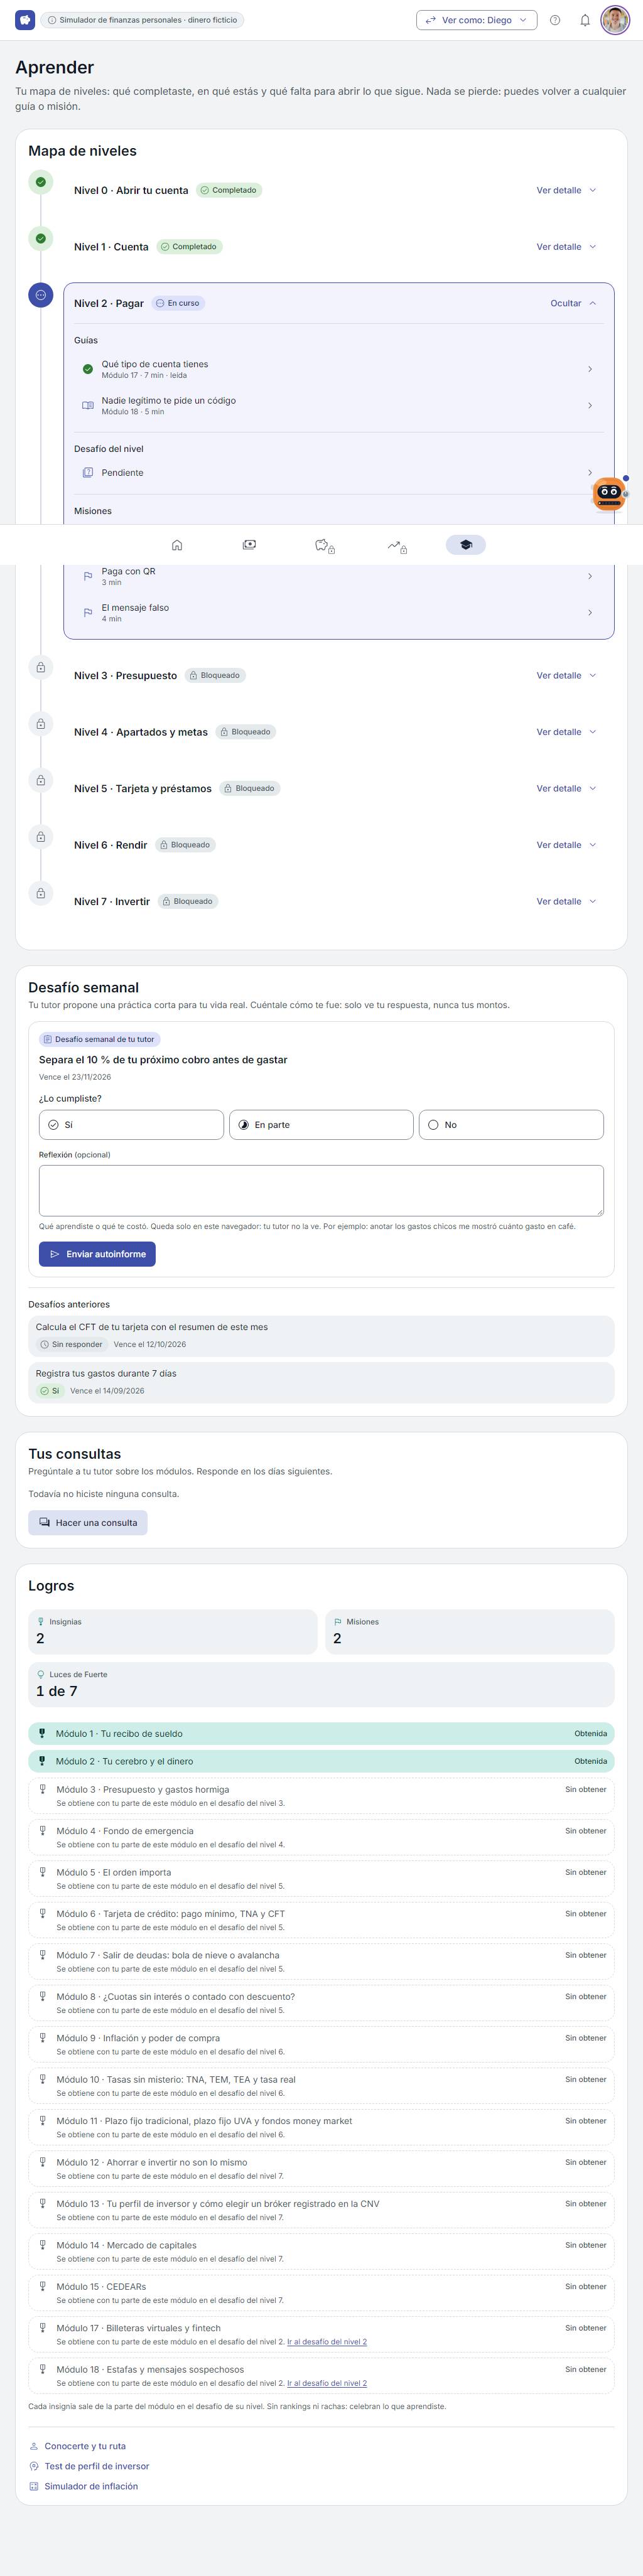 Simulador de finanzas personales · dinero ficticio
Ver como: Diego
Aprender
Tu mapa de niveles: qué completaste, en qué estás y qué falta para abrir lo que sigue. Nada se pierde: puedes volver a cualquier
guía o misión.
Mapa de niveles
Nivel 0 · Abrir tu cuenta
Completado
Ver detalle
Nivel 1 · Cuenta
Completado
Ver detalle
Nivel 2 · Pagar
En curso
Ocultar
Guías
Qué tipo de cuenta tienes
Módulo 17 · 7 min · leída
Nadie legítimo te pide un código
Módulo 18 · 5 min
Desafío del nivel
Pendiente
Misiones
Paga con QR
3 min
El mensaje falso
4 min
Nivel 3 · Presupuesto
Bloqueado
Ver detalle
Nivel 4 · Apartados y metas
Bloqueado
Ver detalle
Nivel 5 · Tarjeta y préstamos
Bloqueado
Ver detalle
Nivel 6 · Rendir
Bloqueado
Ver detalle
Nivel 7 · Invertir
Bloqueado
Ver detalle
Desafío semanal
Tu tutor propone una práctica corta para tu vida real. Cuéntale cómo te fue: solo ve tu respuesta, nunca tus montos.
Desafío semanal de tu tutor
Separa el 10 % de tu próximo cobro antes de gastar
Vence el 23/11/2026
¿Lo cumpliste?
Sí
En parte
No
Reflexión (opcional)
Qué aprendiste o qué te costó. Queda solo en este navegador: tu tutor no la ve. Por ejemplo: anotar los gastos chicos me mostró cuánto gasto en café.
Enviar autoinforme
Desafíos anteriores
Calcula el CFT de tu tarjeta con el resumen de este mes
Sin responder
Vence el 12/10/2026
Registra tus gastos durante 7 días
Sí
Vence el 14/09/2026
Tus consultas
Pregúntale a tu tutor sobre los módulos. Responde en los días siguientes.
Todavía no hiciste ninguna consulta.
Hacer una consulta
Logros
Insignias
2
Misiones
2
Luces de Fuerte
1 de 7
Módulo 1 · Tu recibo de sueldo
Obtenida
Módulo 2 · Tu cerebro y el dinero
Obtenida
Módulo 3 · Presupuesto y gastos hormiga
Sin obtener
Se obtiene con tu parte de este módulo en el desafío del nivel 3.
Módulo 4 · Fondo de emergencia
Sin obtener
Se obtiene con tu parte de este módulo en el desafío del nivel 4.
Módulo 5 · El orden importa
Sin obtener
Se obtiene con tu parte de este módulo en el desafío del nivel 5.
Módulo 6 · Tarjeta de crédito: pago mínimo, TNA y CFT
Sin obtener
Se obtiene con tu parte de este módulo en el desafío del nivel 5.
Módulo 7 · Salir de deudas: bola de nieve o avalancha
Sin obtener
Se obtiene con tu parte de este módulo en el desafío del nivel 5.
Módulo 8 · ¿Cuotas sin interés o contado con descuento?
Sin obtener
Se obtiene con tu parte de este módulo en el desafío del nivel 5.
Módulo 9 · Inflación y poder de compra
Sin obtener
Se obtiene con tu parte de este módulo en el desafío del nivel 6.
Módulo 10 · Tasas sin misterio: TNA, TEM, TEA y tasa real
Sin obtener
Se obtiene con tu parte de este módulo en el desafío del nivel 6.
Módulo 11 · Plazo fijo tradicional, plazo fijo UVA y fondos money market
Sin obtener
Se obtiene con tu parte de este módulo en el desafío del nivel 6.
Módulo 12 · Ahorrar e invertir no son lo mismo
Sin obtener
Se obtiene con tu parte de este módulo en el desafío del nivel 7.
Módulo 13 · Tu perfil de inversor y cómo elegir un bróker registrado en la CNV
Sin obtener
Se obtiene con tu parte de este módulo en el desafío del nivel 7.
Módulo 14 · Mercado de capitales
Sin obtener
Se obtiene con tu parte de este módulo en el desafío del nivel 7.
Módulo 15 · CEDEARs
Sin obtener
Se obtiene con tu parte de este módulo en el desafío del nivel 7.
Módulo 17 · Billeteras virtuales y fintech
Sin obtener
Se obtiene con tu parte de este módulo en el desafío del nivel 2. Ir al desafío del nivel 2
Módulo 18 · Estafas y mensajes sospechosos
Sin obtener
Se obtiene con tu parte de este módulo en el desafío del nivel 2. Ir al desafío del nivel 2
Cada insignia sale de la parte del módulo en el desafío de su nivel. Sin rankings ni rachas: celebran lo que aprendiste.
Conocerte y tu ruta
Test de perfil de inversor
Simulador de inflación